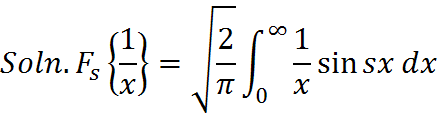 Soln. F_s {1/x} = √(2/π) ∫_0^∞ 1/x sin sx dx